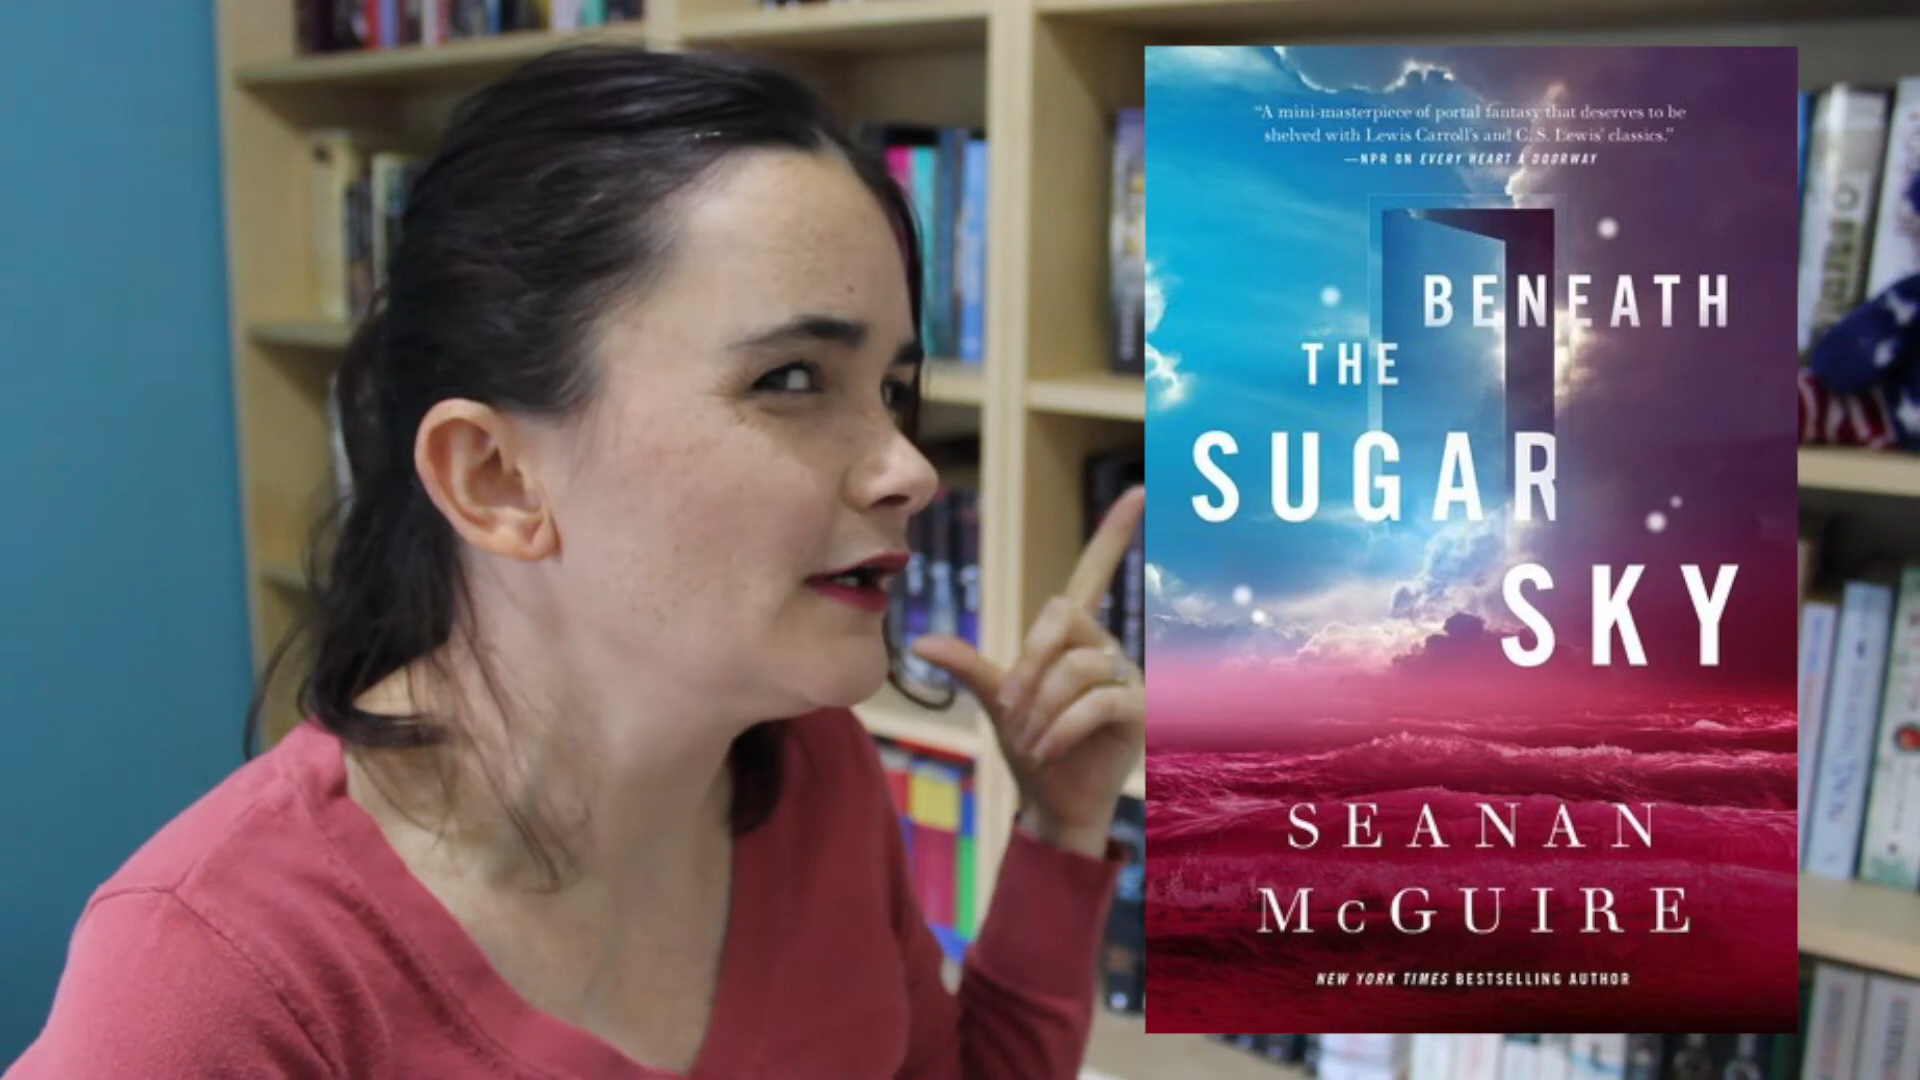 “A mini-masterpiece of portal fantasy that deserves to be
shelved with Lewis Carroll’s and C. S. Lewis’ classics.”
—NPR ON EVERY HEART A DOORWAY
BENEATH
THE
SUGAR
SKY
SEANAN
McGUIRE
NEW YORK TIMES BESTSELLING AUTHOR